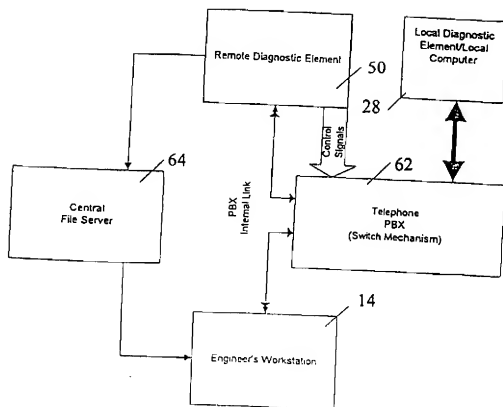 Remote Diagnostic Element
50
Local Diagnostic
Element/Local
Computer
28
Control
Signals
64
62
Central
File Server
PBX
Internal Link
Telephone
PBX
(Switch Mechanism)
14
Engineer's Workstation